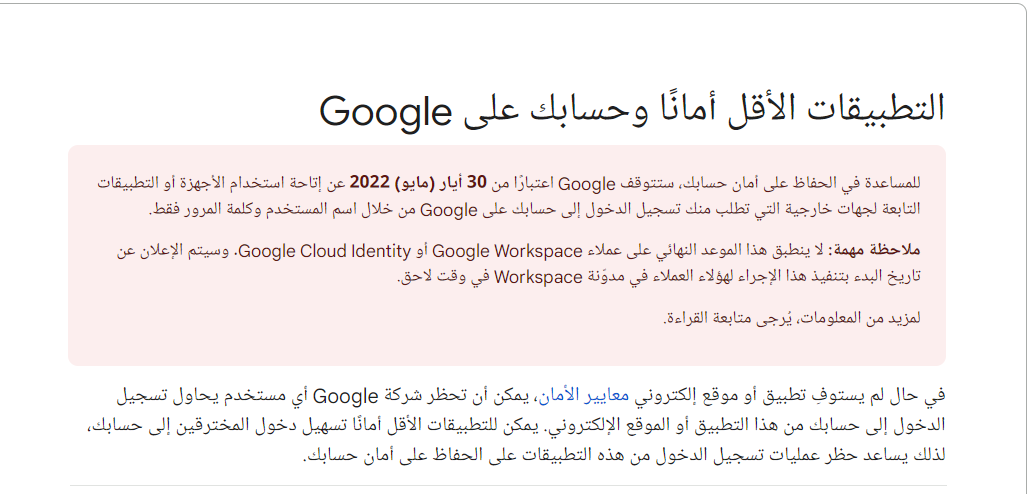 التطبيقات الأقل أمانًا وحسابك على Google
للمساعدة في الحفاظ على أمان حسابك، ستتوقف Google اعتبارًا من 30 أيار (مايو) 2022 عن إتاحة استخدام الأجهزة أو التطبيقات
التابعة لجهات خارجية التي تطلب منك تسجيل الدخول إلى حسابك على Google من خلال اسم المستخدم وكلمة المرور فقط.
ملاحظة مهمة: لا ينطبق هذا الموعد النهائي على عملاء Google Workspace أو Google Cloud Identity. وسيتم الإعلان عن
تاريخ البدء بتنفيذ هذا الإجراء لهؤلاء العملاء في مدوّنة Workspace في وقت لاحق.
لمزيد من المعلومات، يُرجى متابعة القراءة.
في حال لم يستوفِ تطبيق أو موقع إلكتروني معايير الأمان، يمكن أن تحظر شركة Google أي مستخدم يحاول تسجيل
الدخول إلى حسابك من هذا التطبيق أو الموقع الإلكتروني. يمكن للتطبيقات الأقل أمانًا تسهيل دخول المخترقين إلى حسابك،
لذلك يساعد حظر عمليات تسجيل الدخول من هذه التطبيقات على الحفاظ على أمان حسابك.